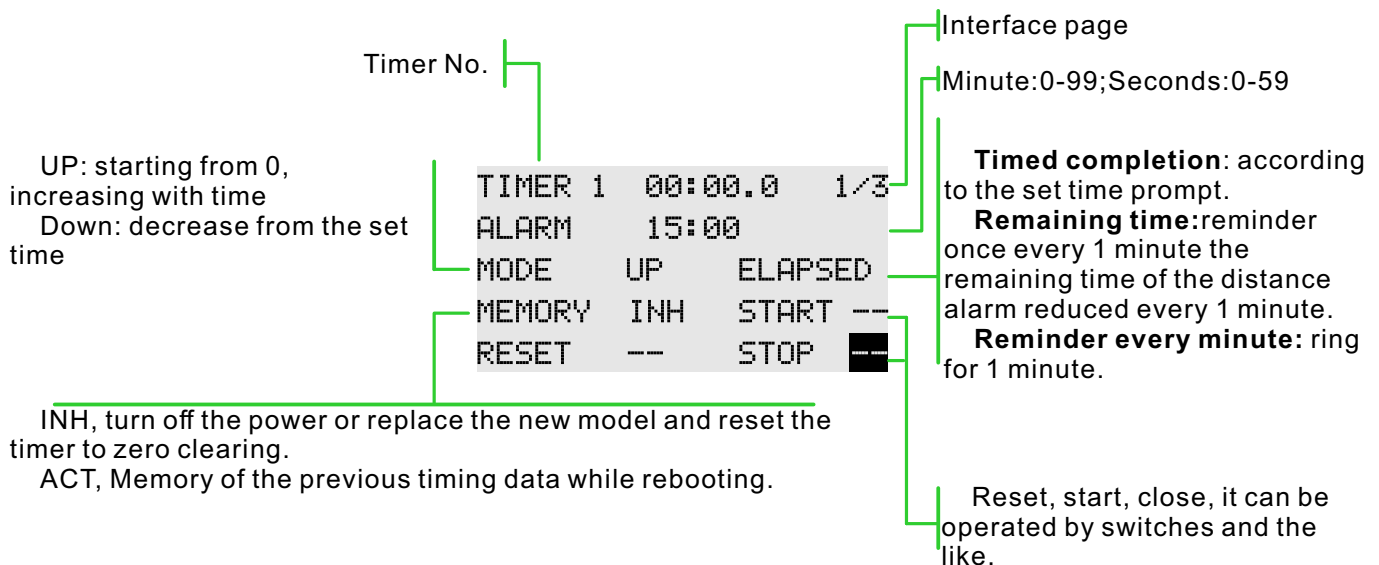 Interface page
Timer No.
Minute:0-99;Seconds:0-59
UP: starting from 0,
increasing with time
Down: decrease from the set
time
TIMER 1 00:00.0 1/3
ALARM 15:00
MODE UP ELAPSED
MEMORY INH START --
RESET -- STOP --
Timed completion: according
to the set time prompt.
Remaining time:reminder
once every 1 minute the
remaining time of the distance
alarm reduced every 1 minute.
Reminder every minute: ring
for 1 minute.
INH, turn off the power or replace the new model and reset the
timer to zero clearing.
ACT, Memory of the previous timing data while rebooting.
Reset, start, close, it can be
operated by switches and the
like.